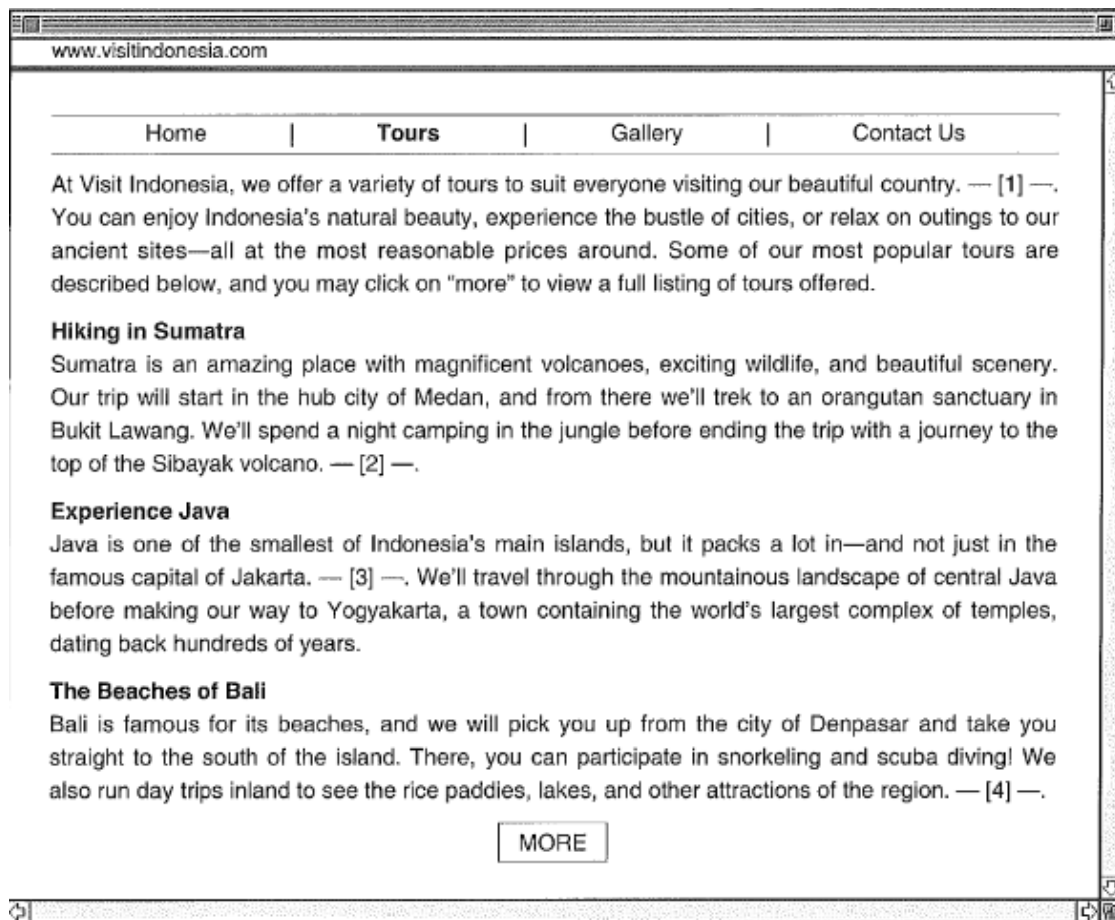 www.visitindonesia.com
Home | Tours | Gallery | Contact Us
At Visit Indonesia, we offer a variety of tours to suit everyone visiting our beautiful country. — [1] —.
You can enjoy Indonesia's natural beauty, experience the bustle of cities, or relax on outings to our
ancient sites—all at the most reasonable prices around. Some of our most popular tours are
described below, and you may click on "more" to view a full listing of tours offered.
Hiking in Sumatra
Sumatra is an amazing place with magnificent volcanoes, exciting wildlife, and beautiful scenery.
Our trip will start in the hub city of Medan, and from there we'll trek to an orangutan sanctuary in
Bukit Lawang. We'll spend a night camping in the jungle before ending the trip with a journey to the
top of the Sibayak volcano. — [2] —.
Experience Java
Java is one of the smallest of Indonesia's main islands, but it packs a lot in—and not just in the
famous capital of Jakarta. — [3] —. We'll travel through the mountainous landscape of central Java
before making our way to Yogyakarta, a town containing the world's largest complex of temples,
dating back hundreds of years.
The Beaches of Bali
Bali is famous for its beaches, and we will pick you up from the city of Denpasar and take you
straight to the south of the island. There, you can participate in snorkeling and scuba diving! We
also run day trips inland to see the rice paddies, lakes, and other attractions of the region. — [4] —.
MORE